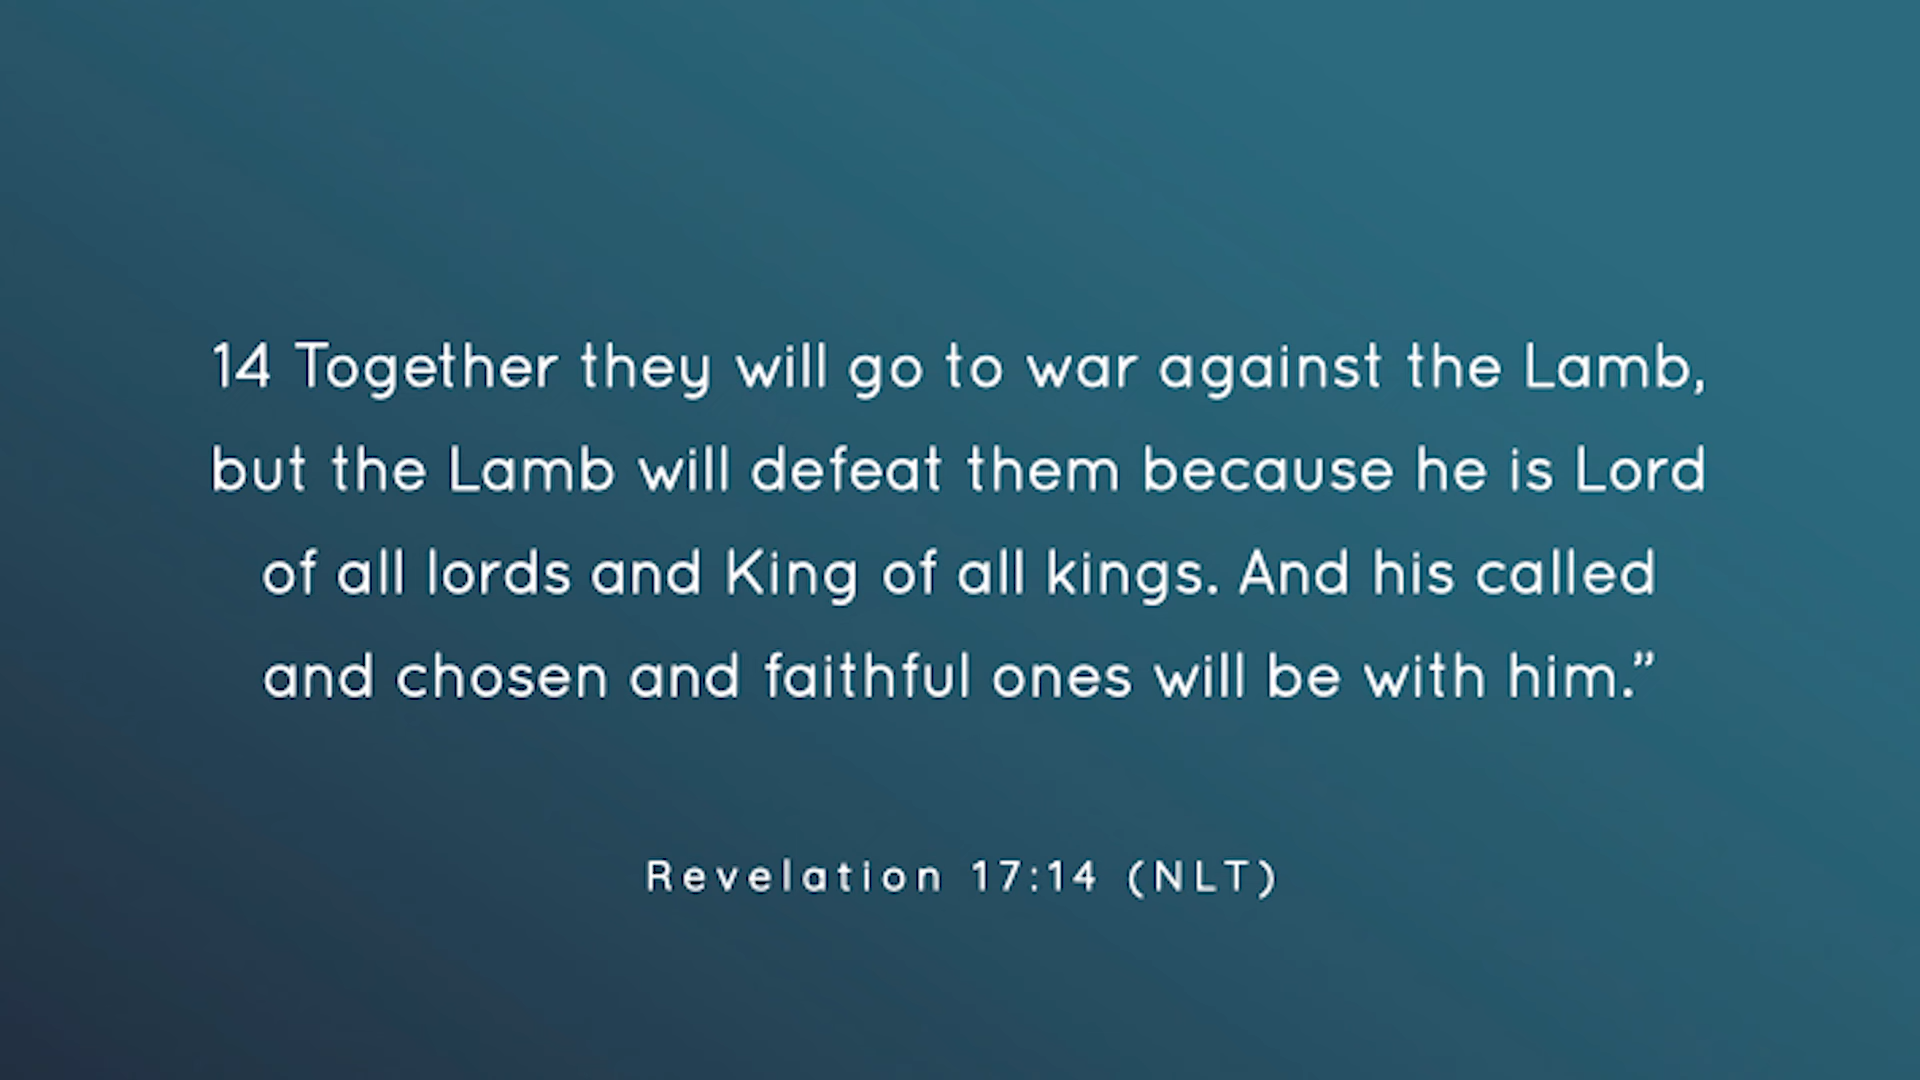 14 Together they will go to war against the Lamb,
but the Lamb will defeat them because he is Lord
of all lords and King of all kings. And his called
and chosen and faithful ones will be with him.”
Revelation 17:14 (NLT)